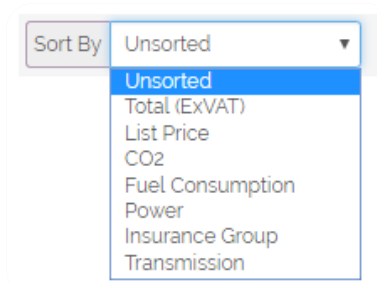 Sort By Unsorted
Unsorted
Total (ExVAT)
List Price
CO2
Fuel Consumption
Power
Insurance Group
Transmission